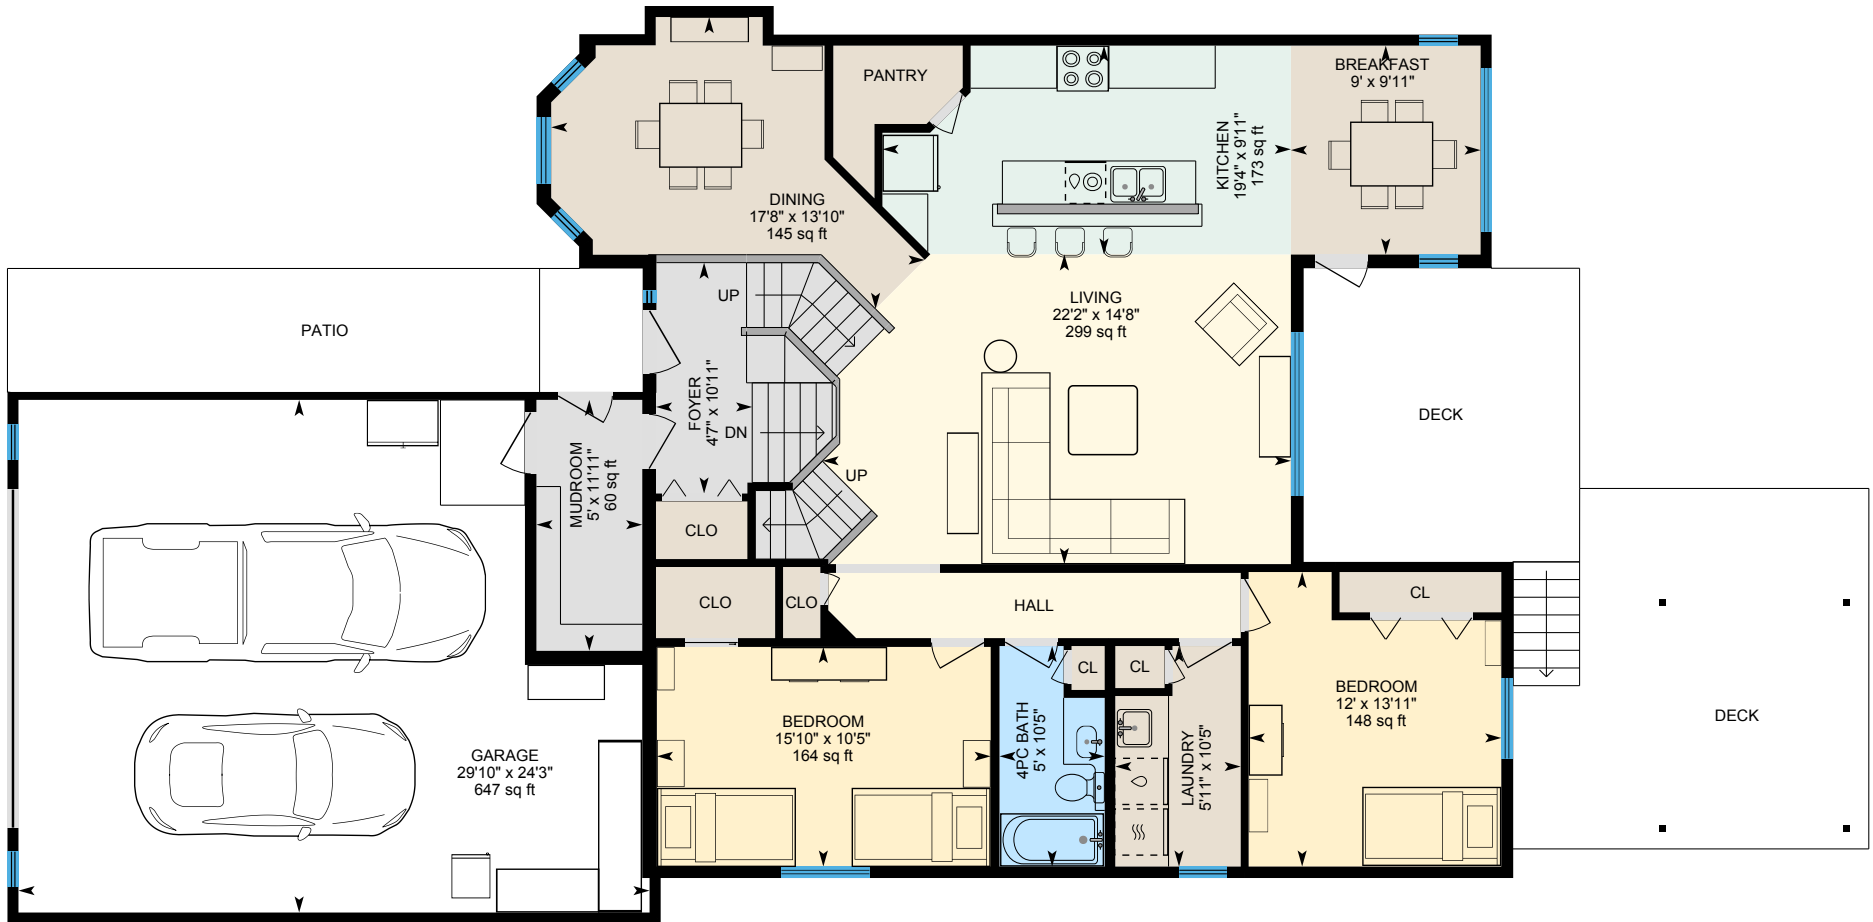 PANTRY
BREAKFAST
9' x 9'11"
KITCHEN
19'4" x 9'11"
173 sq ft
DINING
17'8" x 13'10"
145 sq ft
UP
LIVING
22'2" x 14'8"
299 sq ft
PATIO
FOYER
4'7" x 10'11"
DN
UP
DECK
MUDROOM
5' x 11'11"
60 sq ft
CLO
CLO
CLO
HALL
CL
CL
CL
BEDROOM
15'10" x 10'5"
164 sq ft
4PC BATH
5' x 10'5"
LAUNDRY
5'11" x 10'5"
BEDROOM
12' x 13'11"
148 sq ft
DECK
GARAGE
29'10" x 24'3"
647 sq ft